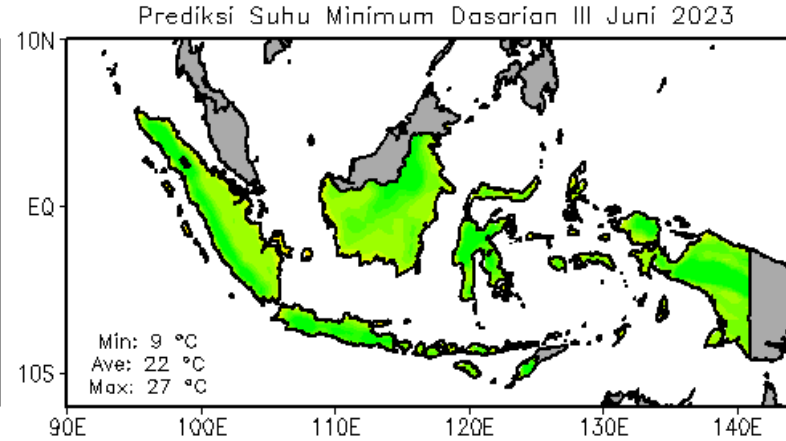 Prediksi Suhu Minimum Dasarian III Juni 2023
10N
EQ
10S
Min: 9 °C
Ave: 22 °C
Max: 27 °C
90E 100E 110E 120E 130E 140E